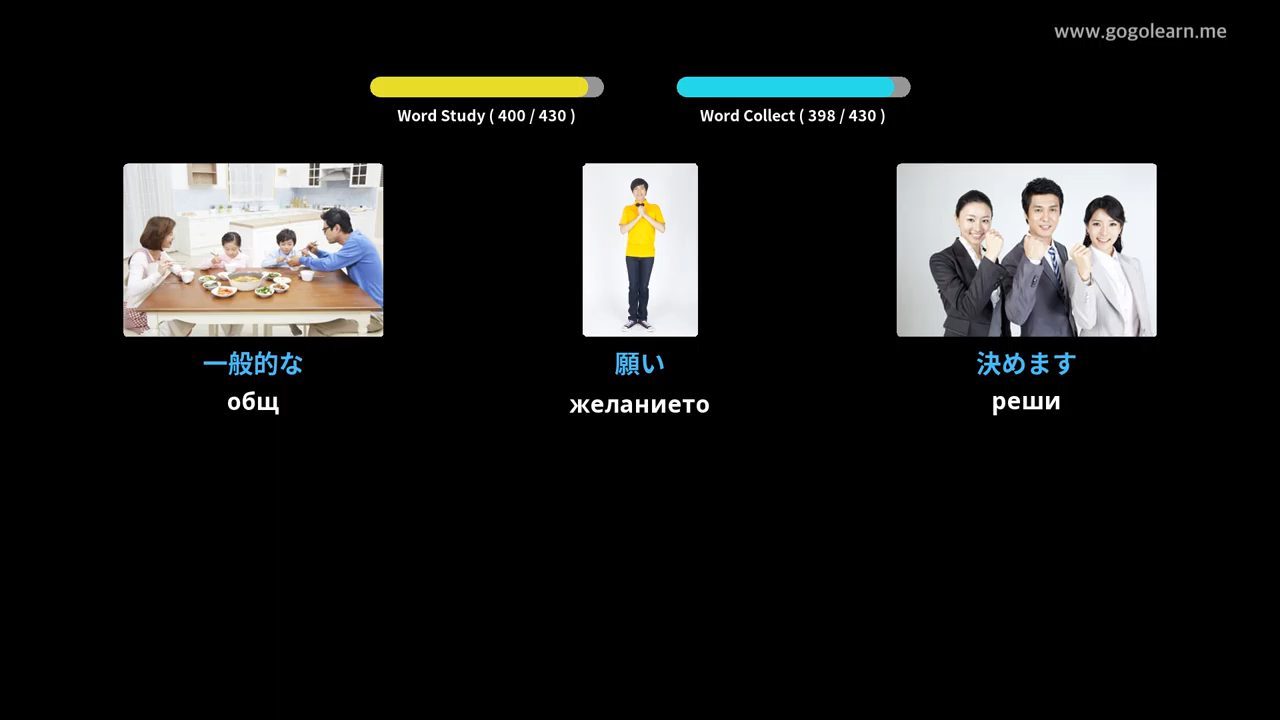 www.gogolearn.me
Word Study ( 400 / 430 )
Word Collect ( 398 / 430 )
一般的な
願い
決めます
общ
желанието
реши